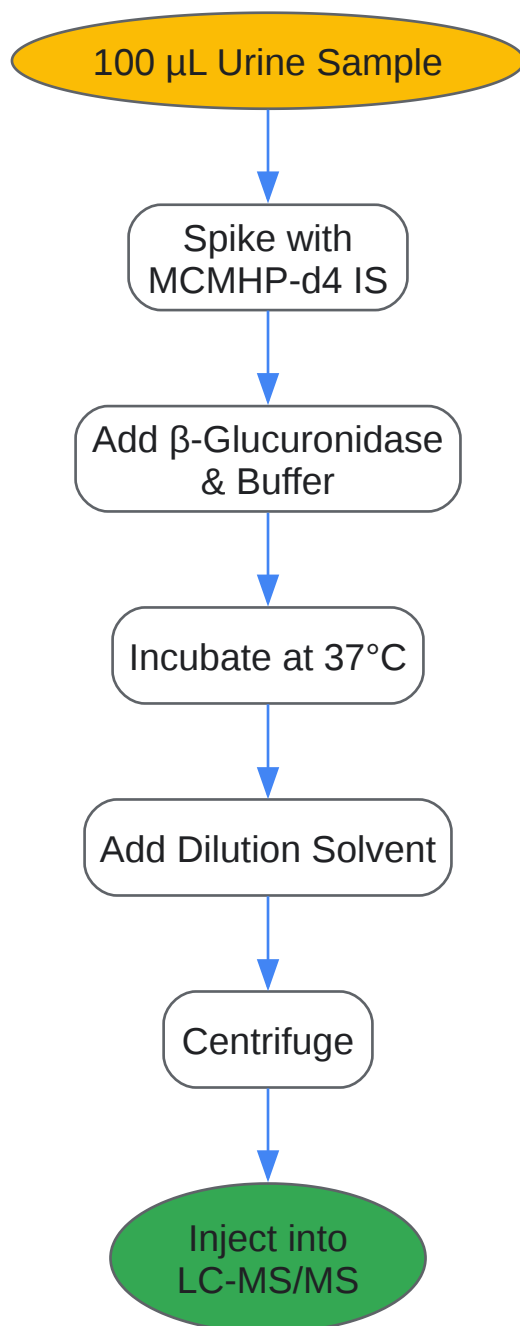 100 µL Urine Sample
Spike with
MCMHP-d4 IS
Add β-Glucuronidase
& Buffer
Incubate at 37°C
Add Dilution Solvent
Centrifuge
Inject into
LC-MS/MS